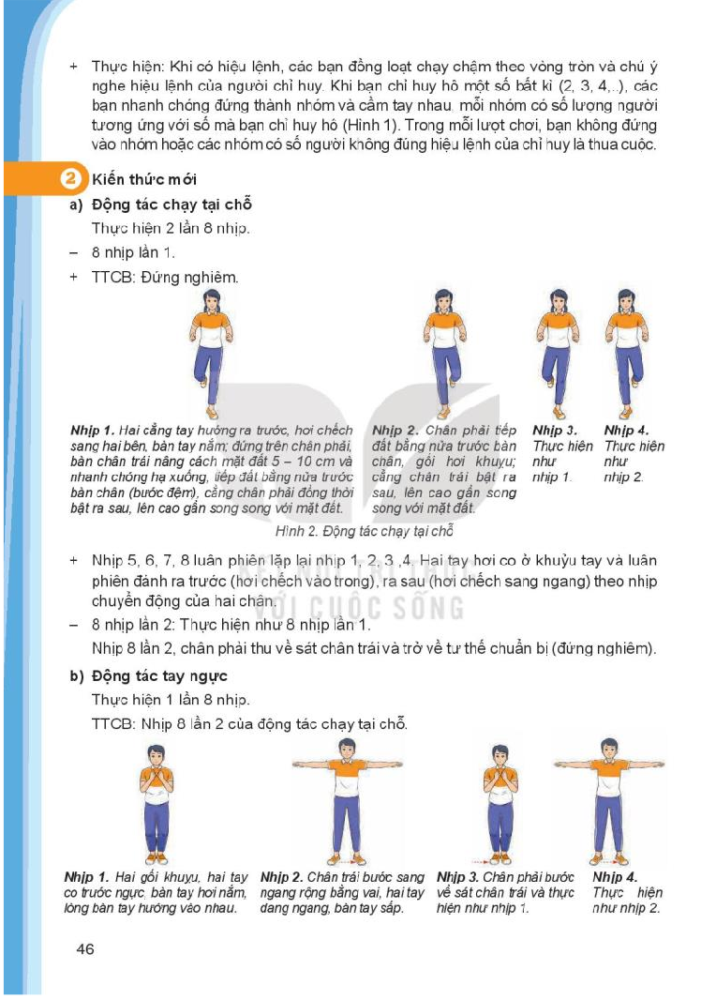 + Thực hiện: Khi có hiệu lệnh, các bạn đồng loạt chạy chậm theo vòng tròn và chú ý
nghe hiệu lệnh của người chỉ huy. Khi bạn chỉ huy hô một số bất kì (2, 3, 4,..), các
bạn nhanh chóng đứng thành nhóm và cầm tay nhau, mỗi nhóm có số lượng người
tương ứng với số mà bạn chỉ huy hô (Hình 1). Trong mỗi lượt chơi, bạn không đứng
vào nhóm hoặc các nhóm có số người không đúng hiệu lệnh của chỉ huy là thua cuộc.
2 Kiến thức mới
a) Động tác chạy tại chỗ
Thực hiện 2 lần 8 nhịp.
– 8 nhịp lần 1.
+ TTCB: Đứng nghiêm.
Nhịp 1. Hai cẳng tay hướng ra trước, hơi chếch
sang hai bên, bàn tay nắm; đứng trên chân phải,
bàn chân trái nâng cách mặt đất 5 – 10 cm và
nhanh chóng hạ xuống, tiếp đất bằng nửa trước
bàn chân (bước đệm), cẳng chân phải đồng thời
bật ra sau, lên cao gần song song với mặt đất.
Nhịp 2. Chân phải tiếp
đất bằng nửa trước bàn
chân, gối hơi khuỵu;
cẳng chân trái bật ra
sau, lên cao gần song
song với mặt đất.
Nhịp 3.
Thực hiện
như
nhịp 1.
Nhịp 4.
Thực hiện
như
nhịp 2.
Hình 2. Động tác chạy tại chỗ
+ Nhịp 5, 6, 7, 8 luân phiên lặp lại nhịp 1, 2, 3 ,4. Hai tay hơi co ở khuỷu tay và luân
phiên đánh ra trước (hơi chếch vào trong), ra sau (hơi chếch sang ngang) theo nhịp
chuyển động của hai chân.
– 8 nhịp lần 2: Thực hiện như 8 nhịp lần 1.
Nhịp 8 lần 2, chân phải thu về sát chân trái và trở về tư thế chuẩn bị (đứng nghiêm).
KẾT NỐI TRI THỨC
VỚI CUỘC SỐNG
b) Động tác tay ngực
Thực hiện 1 lần 8 nhịp.
TTCB: Nhịp 8 lần 2 của động tác chạy tại chỗ.
Nhịp 1. Hai gối khuỵu, hai tay
co trước ngực, bàn tay hơi nắm,
lòng bàn tay hướng vào nhau.
Nhịp 2. Chân trái bước sang
ngang rộng bằng vai, hai tay
dang ngang, bàn tay sấp.
Nhịp 3. Chân phải bước
về sát chân trái và thực
hiện như nhịp 1.
Nhịp 4.
Thực hiện
như nhịp 2.
46